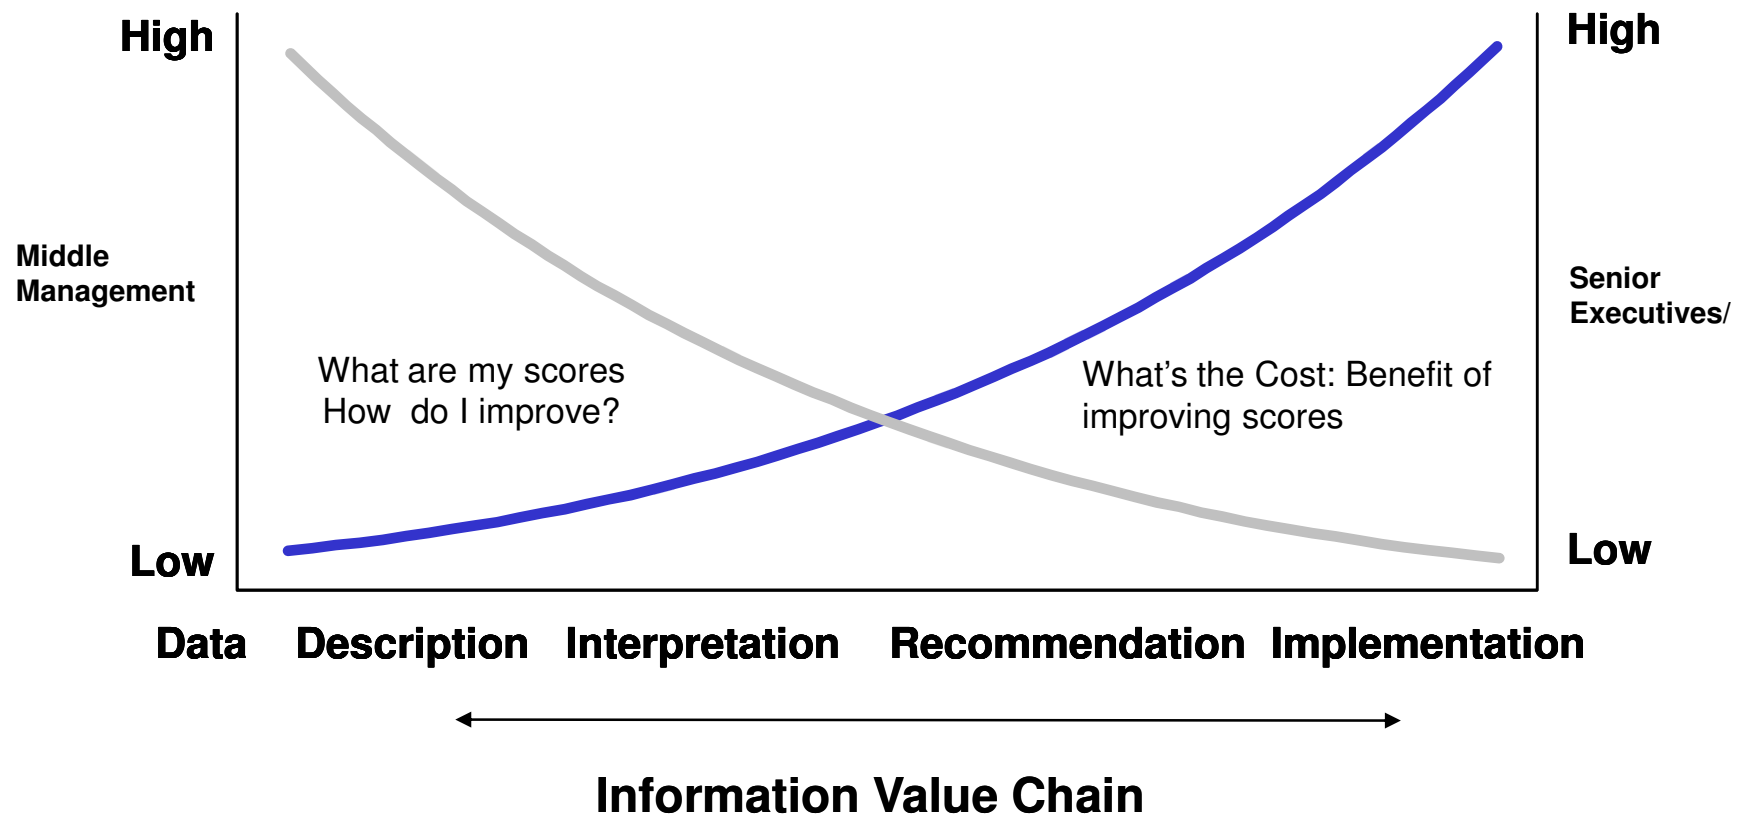 High
High
Middle
Management
Senior
Executives/
What are my scores
How do I improve?
What's the Cost: Benefit of
improving scores
Low
Low
Data Description Interpretation Recommendation Implementation
Information Value Chain